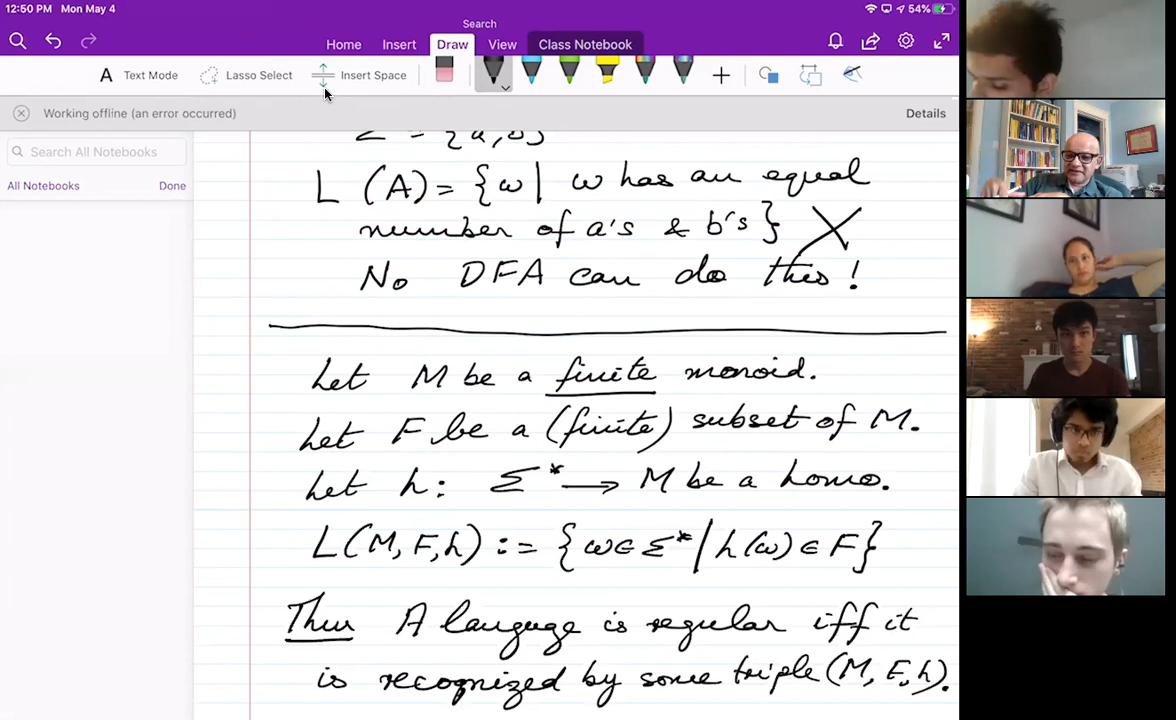 12:50 PM Mon May 4
54%
Search
Home Insert Draw View Class Notebook
A Text Mode Lasso Select Insert Space
Working offline (an error occurred) Details
Search All Notebooks
All Notebooks Done
Σ = {a,b}
L (A) = {w | w has an equal
number of a's & b's} X
No DFA can do this!
Let M be a finite monoid.
Let F be a (finite) subset of M.
Let h: Σ* → M be a homo.
L(M, F, h) := {w ∈ Σ* | h(w) ∈ F}
Thm A language is regular iff it
is recognized by some triple (M, F, h).